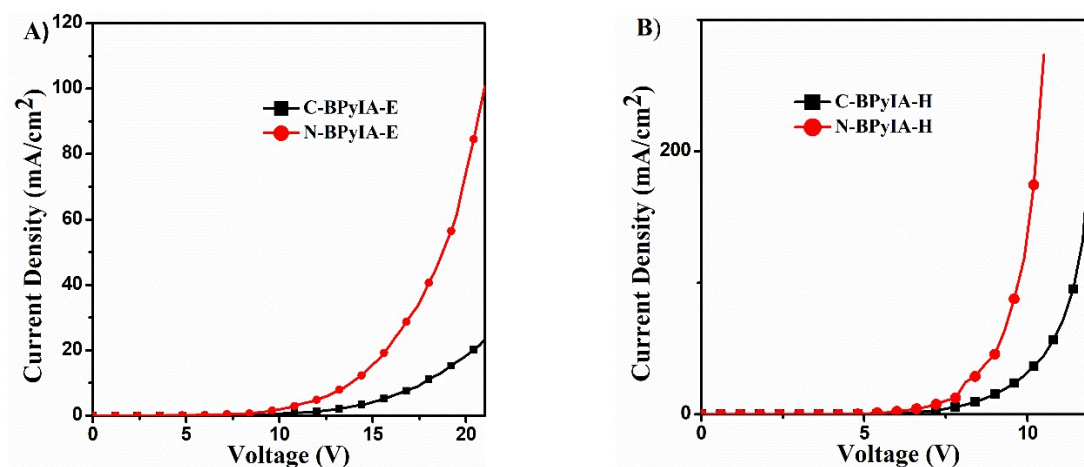 A)
Current Density (mA/cm²)
120
100
80
60
40
20
0
C-BPyIA-E
N-BPyIA-E
0 5 10 15 20
Voltage (V)
B)
Current Density (mA/cm²)
200
0
C-BPyIA-H
N-BPyIA-H
0 5 10
Voltage (V)